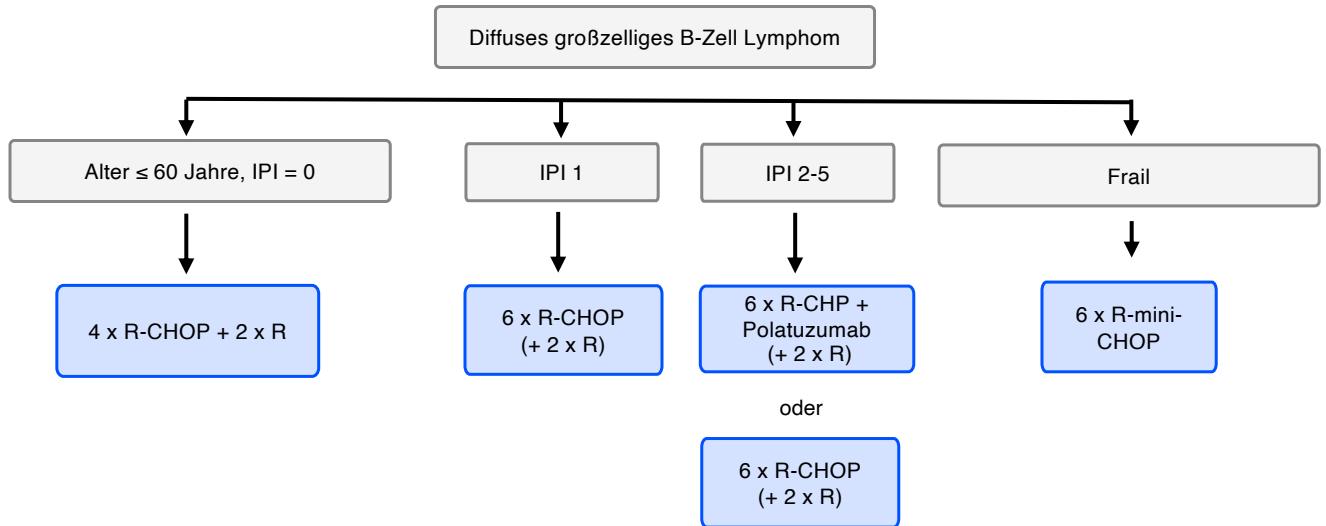 Diffuses großzelliges B-Zell Lymphom
Alter ≤ 60 Jahre, IPI = 0
IPI 1
IPI 2-5
Frail
4 x R-CHOP + 2 x R
6 x R-CHOP
(+ 2 x R)
6 x R-CHP +
Polatuzumab
(+ 2 x R)
6 x R-mini-
CHOP
oder
6 x R-CHOP
(+ 2 x R)